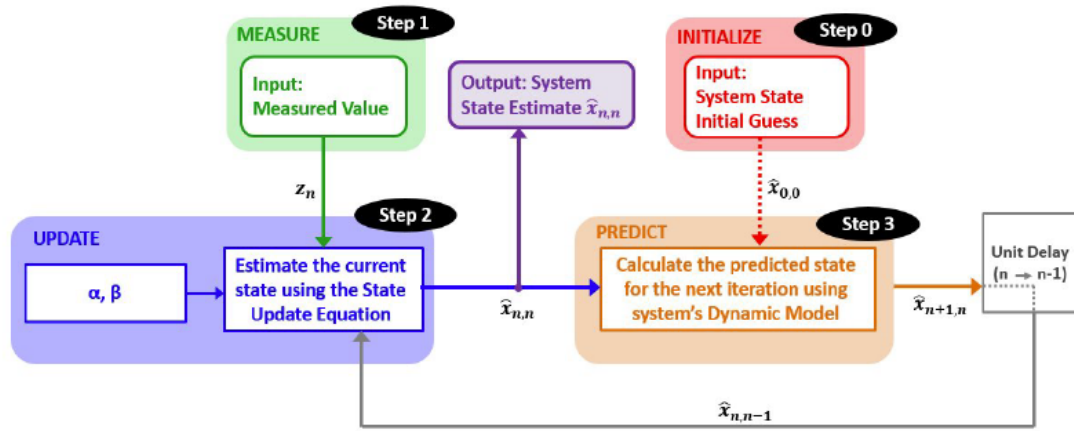 MEASURE
Step 1
Input:
Measured Value
Output: System
State Estimate x̂n,n
INITIALIZE
Step 0
Input:
System State
Initial Guess
zn
x̂0,0
UPDATE
Step 2
α, β
Estimate the current
state using the State
Update Equation
x̂n,n
PREDICT
Step 3
Calculate the predicted state
for the next iteration using
system's Dynamic Model
x̂n+1,n
Unit Delay
(n → n-1)
x̂n,n−1